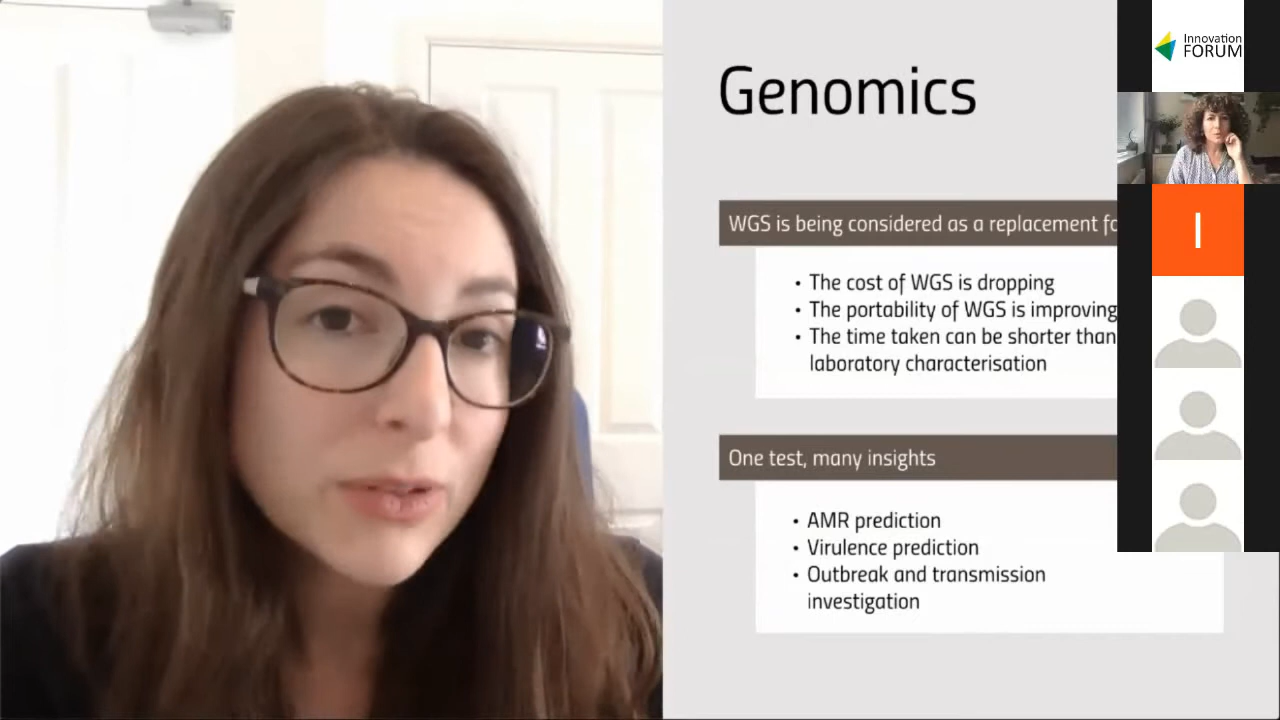 Genomics
WGS is being considered as a replacement
• The cost of WGS is dropping
• The portability of WGS is improving
• The time taken can be shorter than
laboratory characterisation
One test, many insights
• AMR prediction
• Virulence prediction
• Outbreak and transmission
investigation
Innovation
FORUM
I